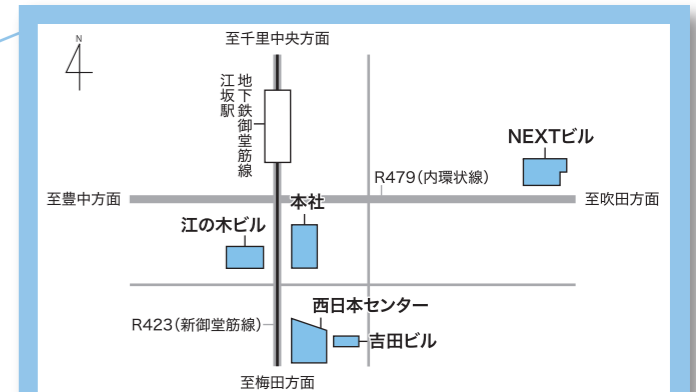 N
至千里中央方面
地下鉄御堂筋線
江坂駅
NEXTビル
R479(内環状線)
至豊中方面
至吹田方面
本社
江の木ビル
西日本センター
R423(新御堂筋線)
吉田ビル
至梅田方面